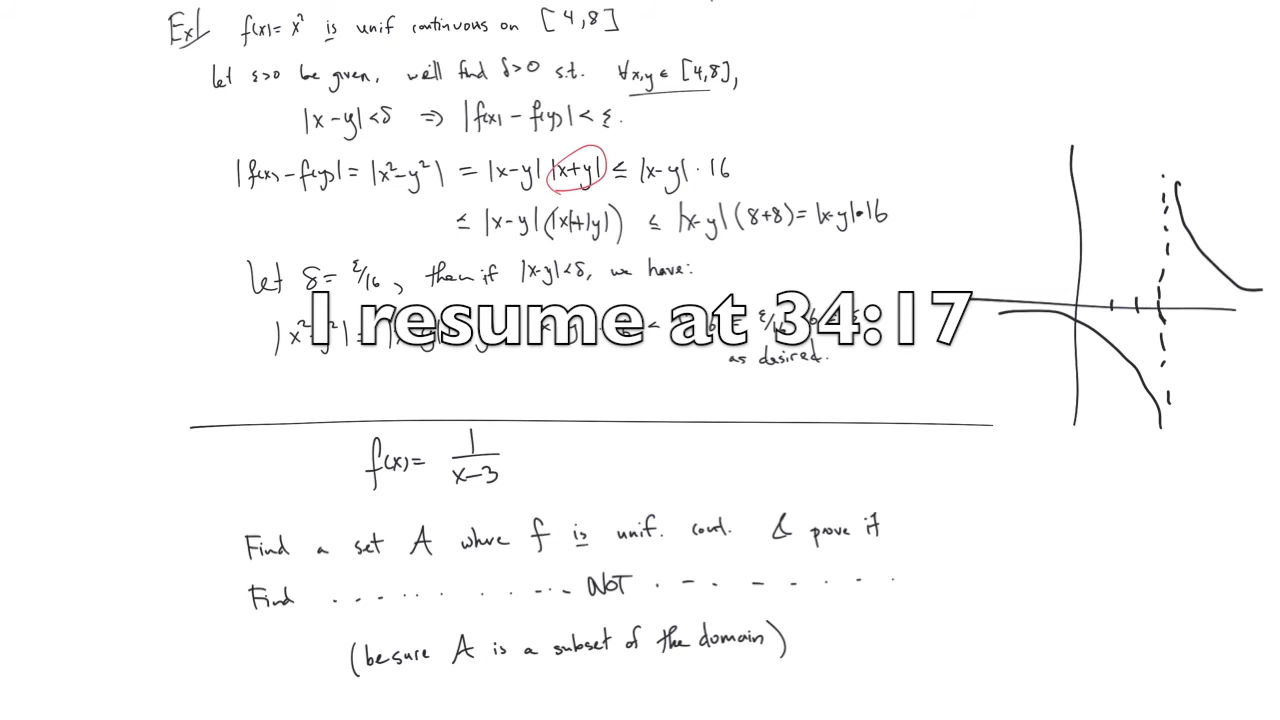 Ex/ f(x) = x² is unif continuous on [4,8]
let ε>0 be given, we'll find δ>0 s.t. ∀x,y ∈ [4,8],
|x-y|<δ ⇒ |f(x) - f(y)| < ε.
|f(x) - f(y)| = |x²-y²| = |x-y| |x+y| ≤ |x-y| · 16
≤ |x-y| (|x|+|y|) ≤ |x-y| (8+8) = |x-y|·16
Let δ = ε/16, then if |x-y|<δ, we have:
I resume at 34:17
as desired.
f(x) = 1/(x-3)
Find a set A where f is unif. cont. & prove it
Find . . . . . . . . . . . NOT . - . - . . . .
(be sure A is a subset of the domain)